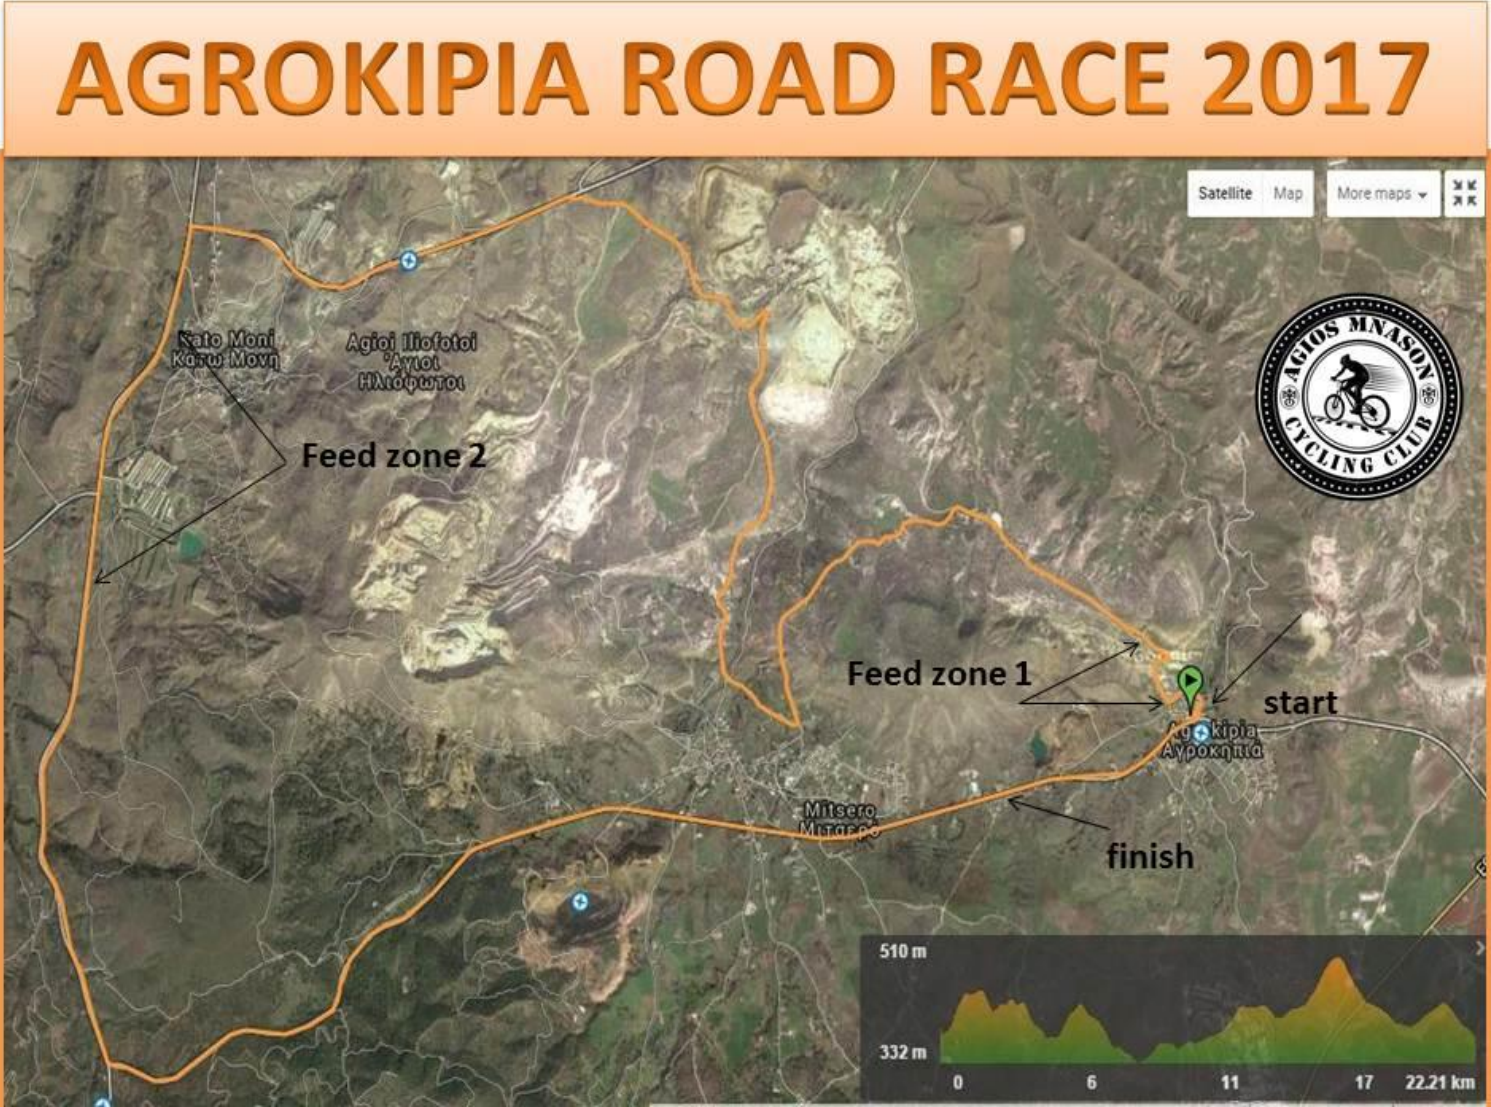 AGROKIPIA ROAD RACE 2017
Satellite
Map
More maps
AGIOS MNASON
CYCLING CLUB
Kato Moni
Κάτω Μονή
Agioi Iliofotoi
Άγιοι
Ηλιόφωτοι
Feed zone 2
Feed zone 1
start
Agrokipia
Αγροκηπιά
Mitsero
Μιτσερό
finish
510 m
332 m
0
6
11
17
22.21 km